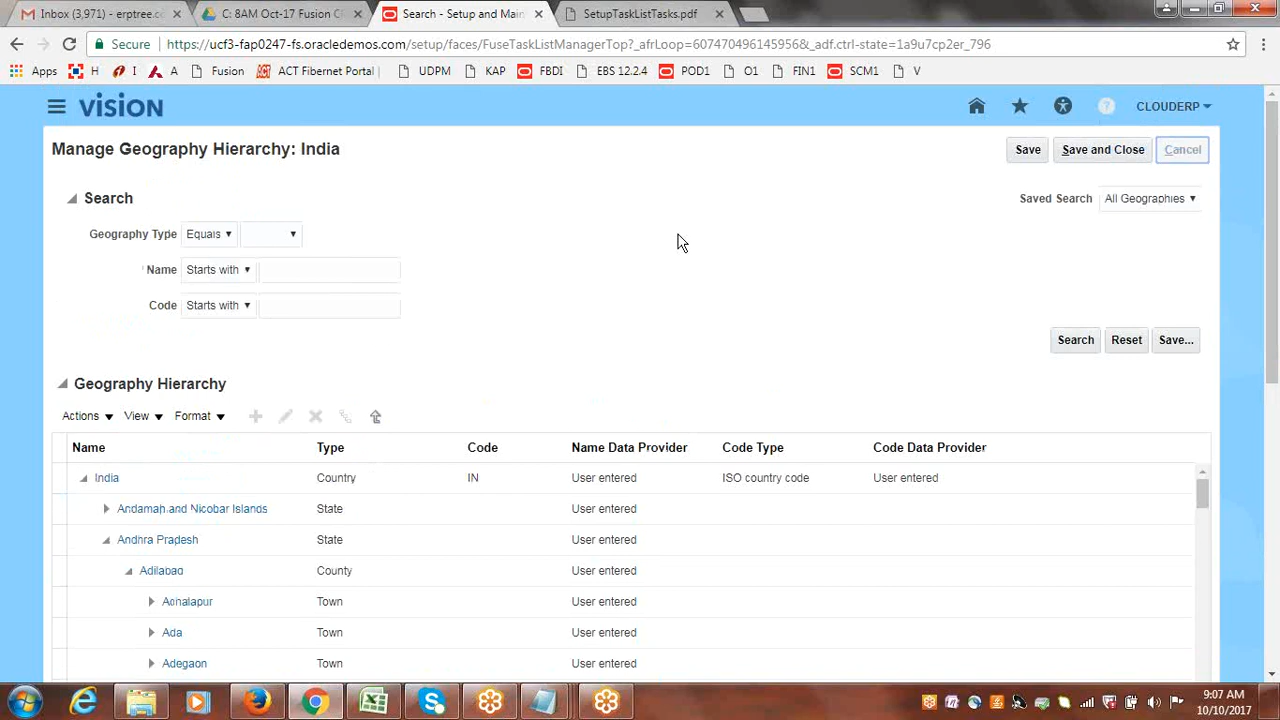 Inbox (3,971) - emptree.co
C: 8AM Oct-17 Fusion C
Search - Setup and Main
SetupTaskListTasks.pdf
Secure https://ucf3-fap0247-fs.oracledemos.com/setup/faces/FuseTaskListManagerTop?_afrLoop=6074704961459568&_adf.ctrl-state=1a9u7cp2er_796
Apps H I A Fusion ACT Fibernet Portal UDPM KAP FBDI EBS 12.2.4 POD1 O1 FIN1 SCM1 V
VISION
CLOUDERP
Manage Geography Hierarchy: India
Save Save and Close Cancel
Search
Saved Search All Geographies
Geography Type Equals
Name Starts with
Code Starts with
Search Reset Save...
Geography Hierarchy
Actions View Format
Name Type Code Name Data Provider Code Type Code Data Provider
India Country IN User entered ISO country code User entered
Andaman and Nicobar Islands State User entered
Andhra Pradesh State User entered
Adilabad County User entered
Town User entered
Ada Town User entered
Adegaon Town User entered
9:07 AM
10/10/2017